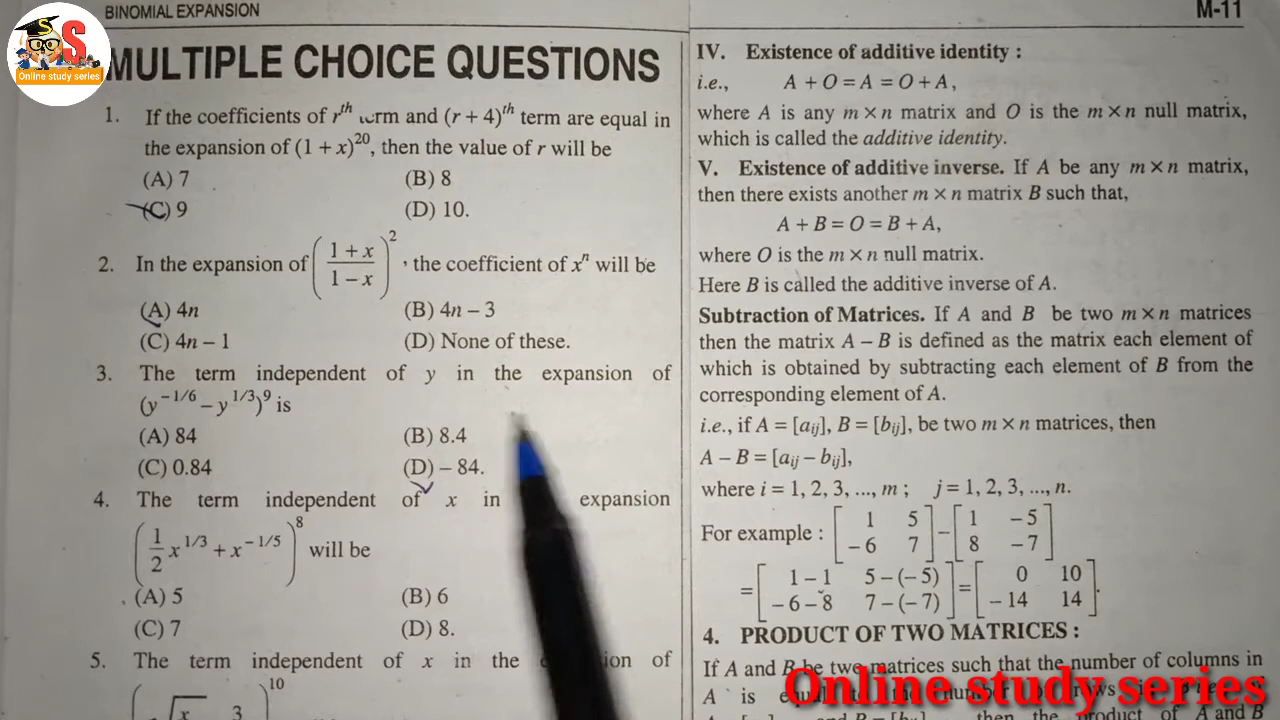 BINOMIAL EXPANSION
M-11
S.
Online study series
MULTIPLE CHOICE QUESTIONS
1. If the coefficients of r^th term and (r + 4)^th term are equal in
the expansion of (1 + x)^20, then the value of r will be
(A) 7 (B) 8
(C) 9 (D) 10.
2. In the expansion of ((1 + x)/(1 − x))^2, the coefficient of x^n will be
(A) 4n (B) 4n − 3
(C) 4n − 1 (D) None of these.
3. The term independent of y in the expansion of
(y^−1/6 − y^1/3)^9 is
(A) 84 (B) 8.4
(C) 0.84 (D) − 84.
4. The term independent of x in expansion
(1/2 x^1/3 + x^−1/5)^8 will be
(A) 5 (B) 6
(C) 7 (D) 8.
5. The term independent of x in the of
IV. Existence of additive identity :
i.e., A + O = A = O + A,
where A is any m × n matrix and O is the m × n null matrix,
which is called the additive identity.
V. Existence of additive inverse. If A be any m × n matrix,
then there exists another m × n matrix B such that,
A + B = O = B + A,
where O is the m × n null matrix.
Here B is called the additive inverse of A.
Subtraction of Matrices. If A and B be two m × n matrices
then the matrix A − B is defined as the matrix each element of
which is obtained by subtracting each element of B from the
corresponding element of A.
i.e., if A = [a_ij], B = [b_ij], be two m × n matrices, then
A − B = [a_ij − b_ij],
where i = 1, 2, 3, ..., m ; j = 1, 2, 3, ..., n.
For example : [1 5; − 6 7] − [1 − 5; 8 − 7]
= [1 − 1 5 − (− 5); − 6 − 8 7 − (− 7)] = [0 10; − 14 14].
4. PRODUCT OF TWO MATRICES :
If A and B be two matrices such that the number of columns in
A is
then the product of A and B
Online study series